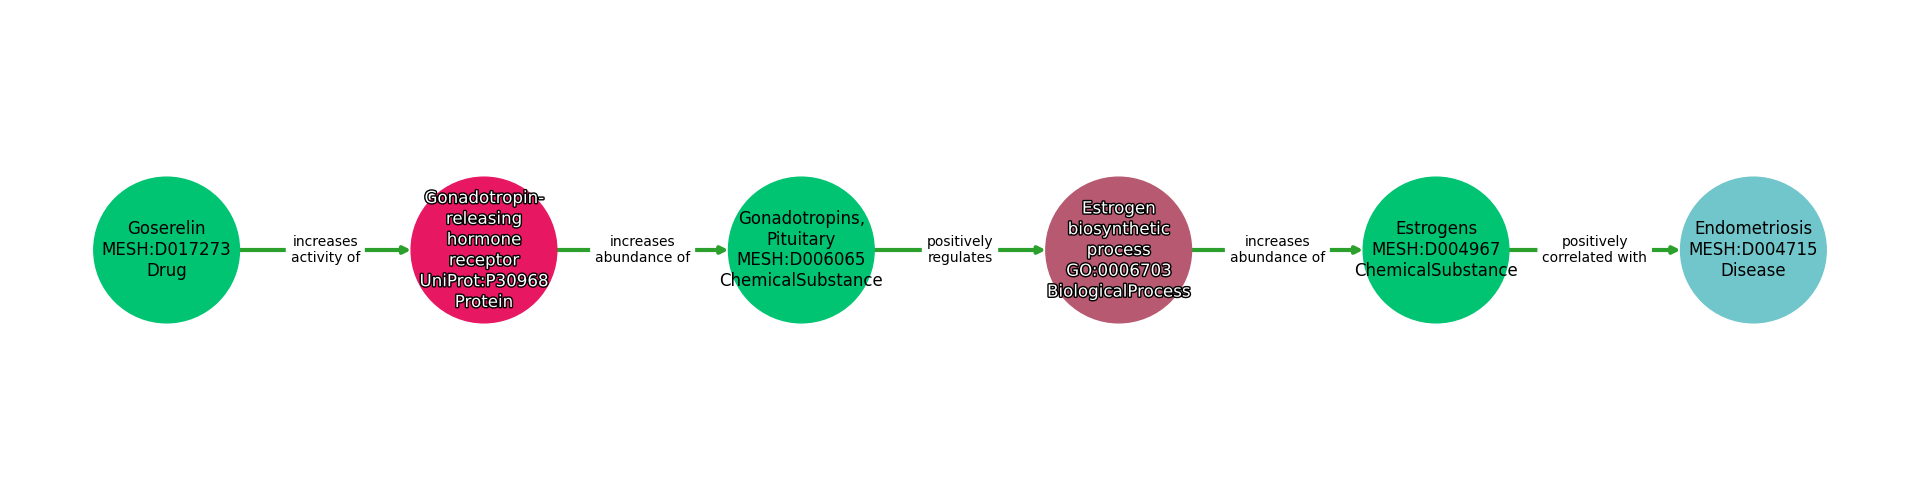 Goserelin
MESH:D017273
Drug
increases
activity of
Gonadotropin-
releasing
hormone
receptor
UniProt:P30968
Protein
increases
abundance of
Gonadotropins,
Pituitary
MESH:D006065
ChemicalSubstance
positively
regulates
Estrogen
biosynthetic
process
GO:0006703
BiologicalProcess
increases
abundance of
Estrogens
MESH:D004967
ChemicalSubstance
positively
correlated with
Endometriosis
MESH:D004715
Disease